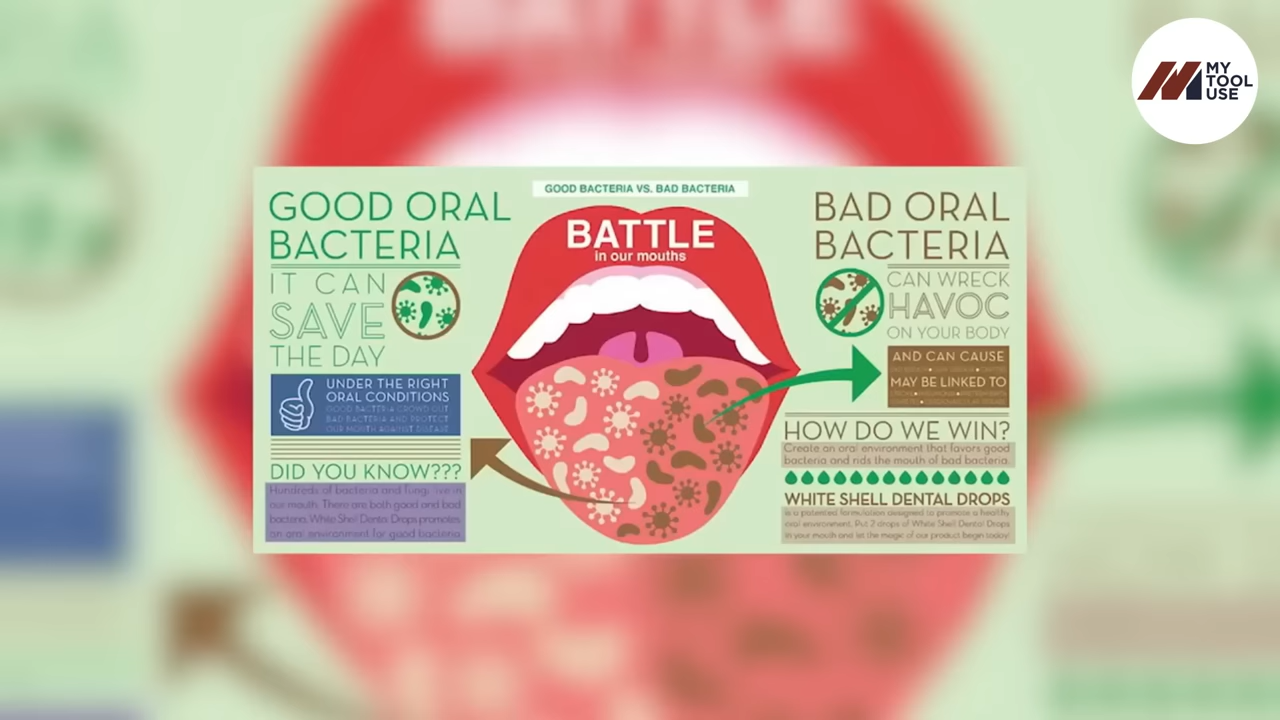 MY
TOOL
USE
GOOD BACTERIA VS. BAD BACTERIA
BATTLE
in our mouths
GOOD ORAL
BACTERIA
IT CAN
SAVE
THE DAY
UNDER THE RIGHT
ORAL CONDITIONS
GOOD BACTERIA CROWD OUT
BAD BACTERIA AND PROTECT
OUR MOUTH AGAINST DISEASE
DID YOU KNOW???
Hundreds of bacteria and fungi live in
our mouth. There are both good and bad
bacteria. White Shell Dental Drops promotes
an oral environment for good bacteria
BAD ORAL
BACTERIA
CAN WRECK
HAVOC
ON YOUR BODY
AND CAN CAUSE
MAY BE LINKED TO
HOW DO WE WIN?
Create an oral environment that favors good
bacteria and rids the mouth of bad bacteria.
WHITE SHELL DENTAL DROPS
is a patented formulation designed to promote a healthy
oral environment. Put 2 drops of White Shell Dental Drops
in your mouth and let the magic of our product begin today!